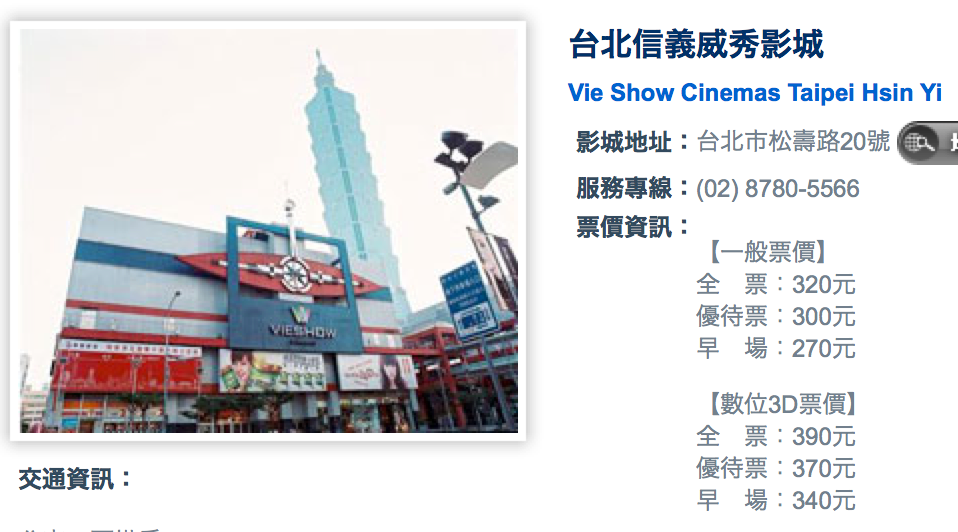 台北信義威秀影城
Vie Show Cinemas Taipei Hsin Yi
影城地址：台北市松壽路20號
服務專線：(02) 8780-5566
票價資訊：
【一般票價】
全　票：320元
優待票：300元
早　場：270元
【數位3D票價】
全　票：390元
優待票：370元
早　場：340元
VIESHOW
交通資訊：